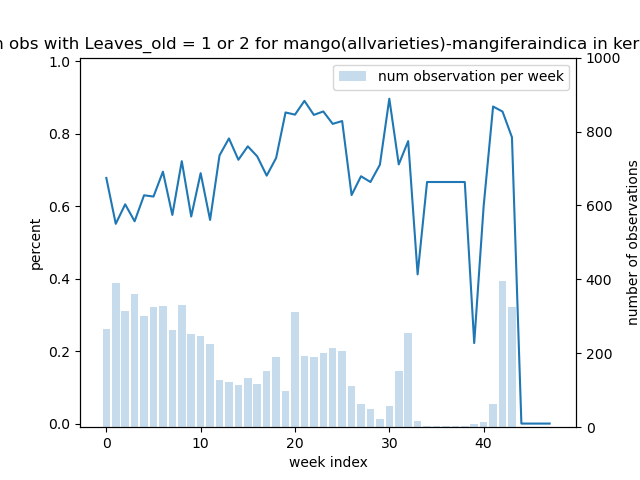 obs with Leaves_old = 1 or 2 for mango(allvarieties)-mangiferaindica in
num observation per week
1.0
0.8
0.6
0.4
0.2
0.0
percent
1000
800
600
400
200
0
number of observations
0 10 20 30 40
week index